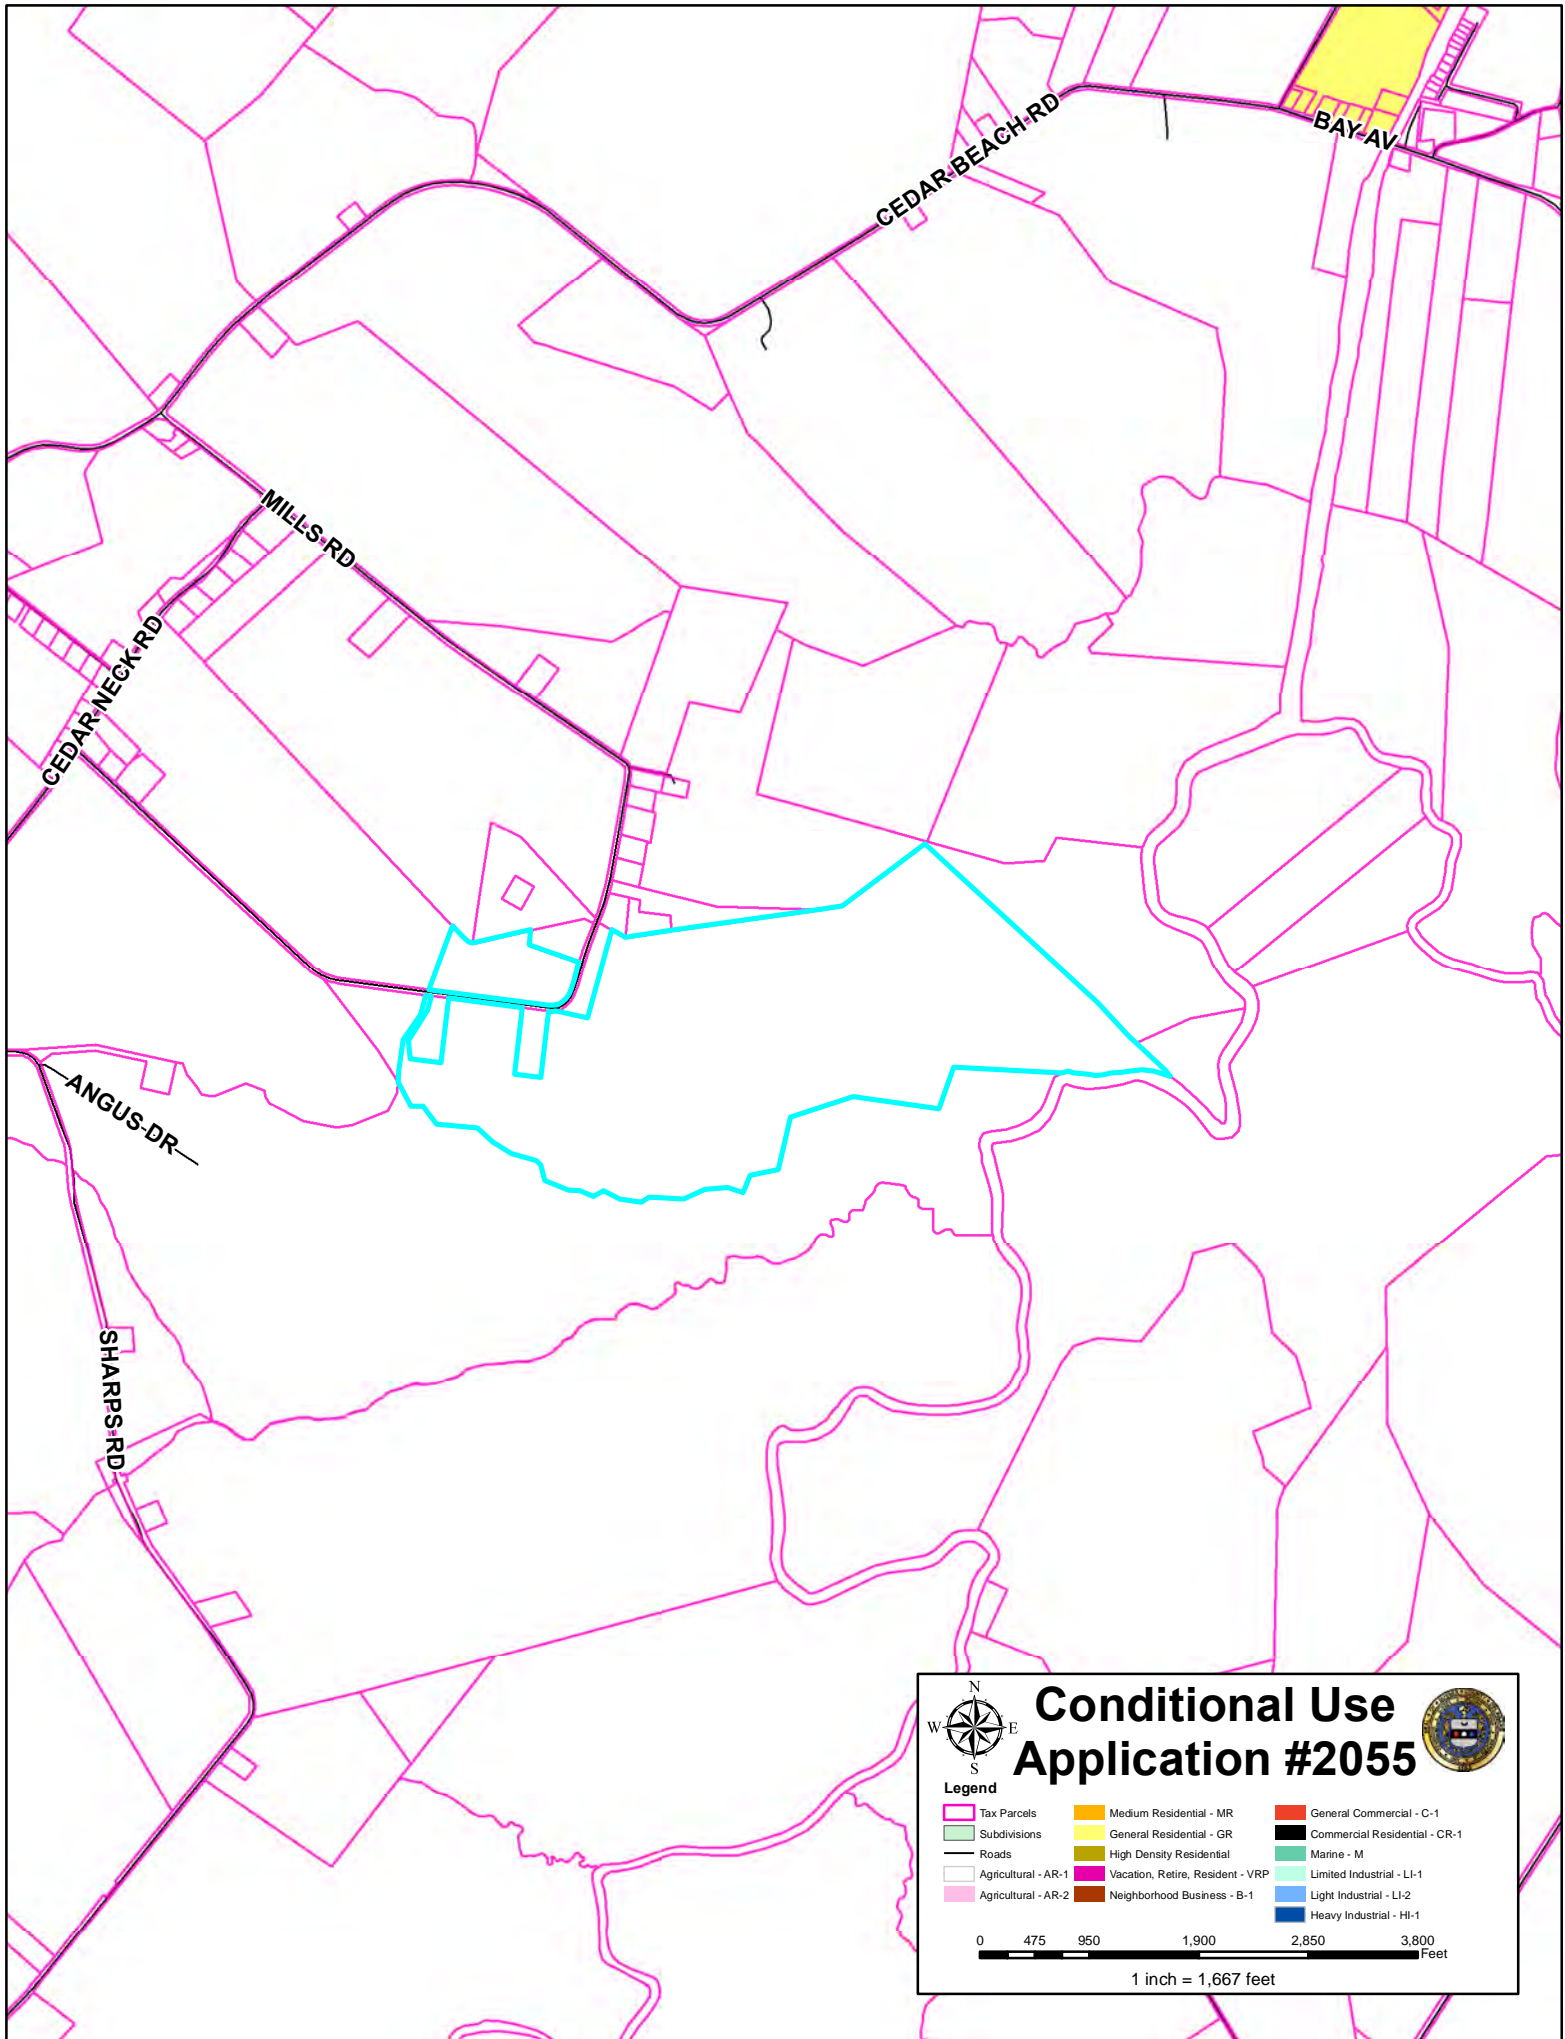 BAY AV
CEDAR BEACH RD
MILLS RD
CEDAR NECK RD
ANGUS DR
SHARPS RD
N
W E
S
Conditional Use
Application #2055
Legend
Tax Parcels
Subdivisions
Roads
Agricultural - AR-1
Agricultural - AR-2
Medium Residential - MR
General Residential - GR
High Density Residential
Vacation, Retire, Resident - VRP
Neighborhood Business - B-1
General Commercial - C-1
Commercial Residential - CR-1
Marine - M
Limited Industrial - LI-1
Light Industrial - LI-2
Heavy Industrial - HI-1
0 475 950 1,900 2,850 3,800
Feet
1 inch = 1,667 feet